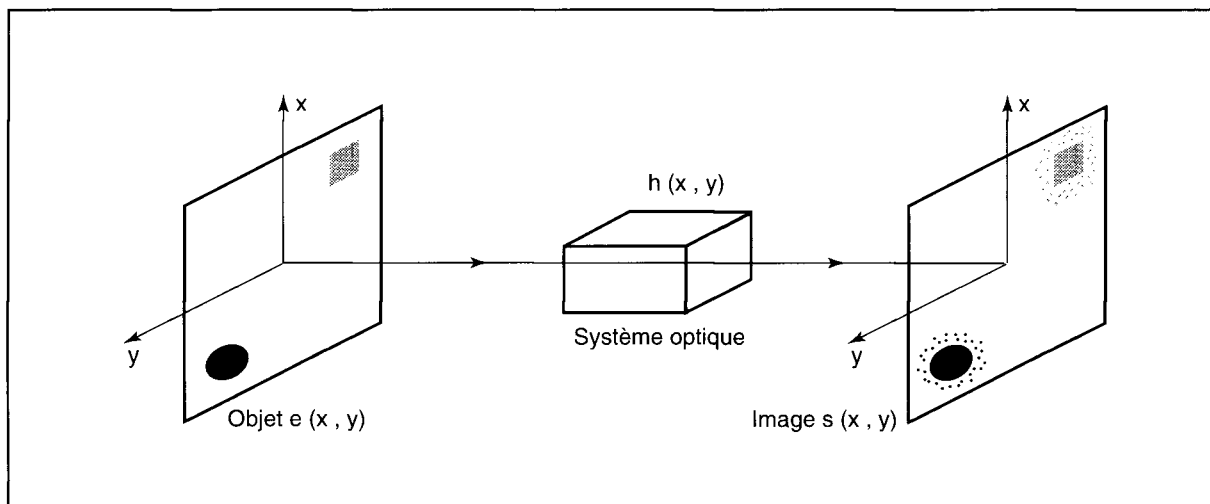 x
x
h (x , y)
y
Système optique
y
Objet e (x , y)
Image s (x , y)